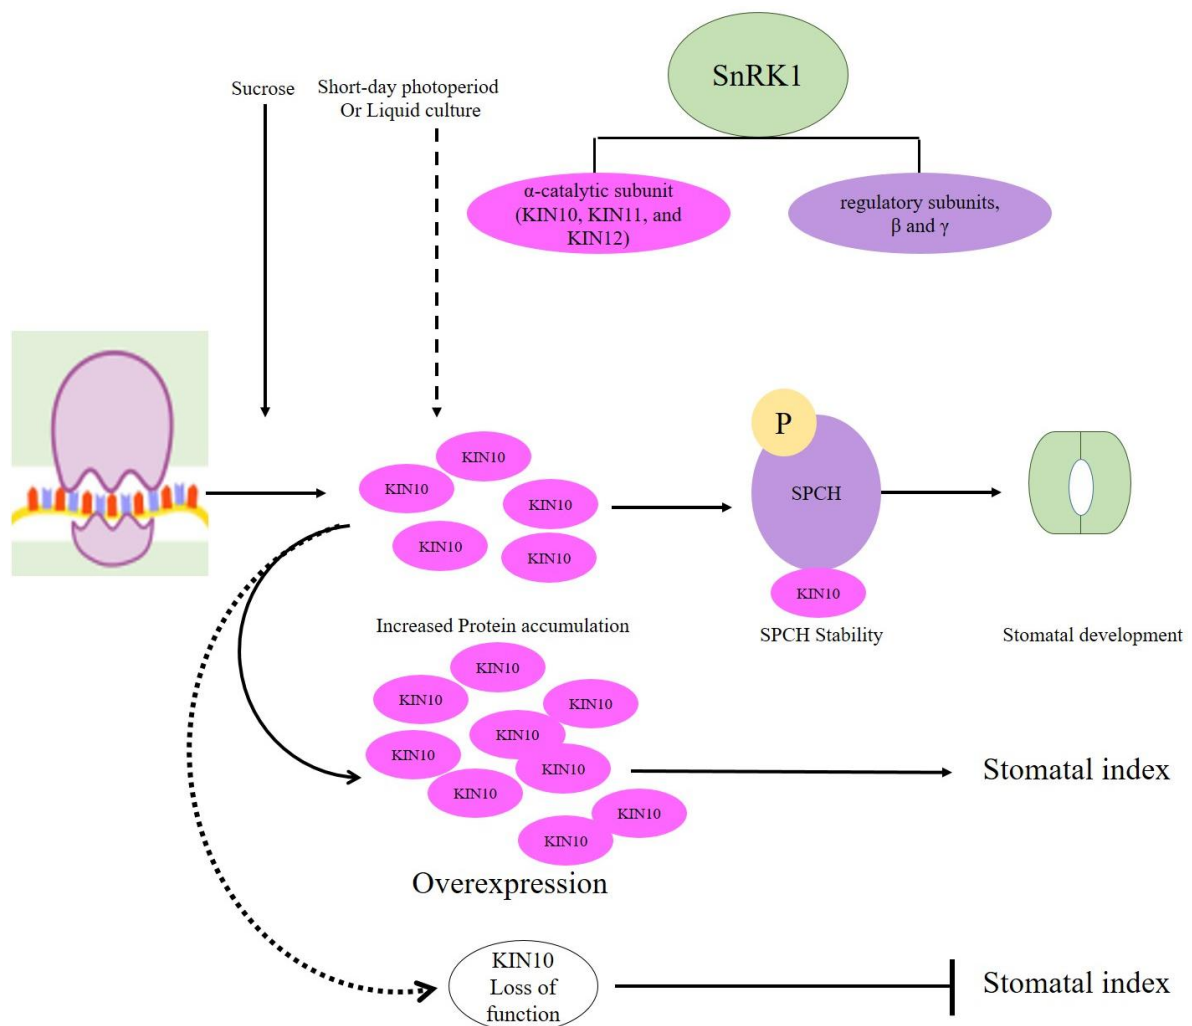 SnRK1
Sucrose
Short-day photoperiod
Or Liquid culture
α-catalytic subunit
(KIN10, KIN11, and
KIN12)
regulatory subunits,
β and γ
P
KIN10
KIN10
KIN10
KIN10
KIN10
SPCH
KIN10
Increased Protein accumulation
SPCH Stability
Stomatal development
KIN10
KIN10
KIN10
KIN10
KIN10
KIN10
KIN10
KIN10
KIN10
Stomatal index
Overexpression
KIN10
Loss of
function
Stomatal index